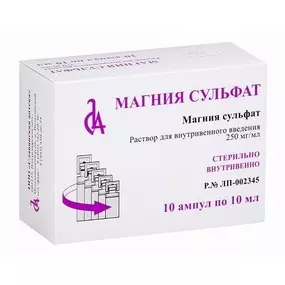 МАГНИЯ СУЛЬФАТ
Магния сульфат
Раствор для внутривенного введения
250 мг/мл
СТЕРИЛЬНО
ВНУТРИВЕННО
Р.№ ЛП-002345
10 ампул по 10 мл